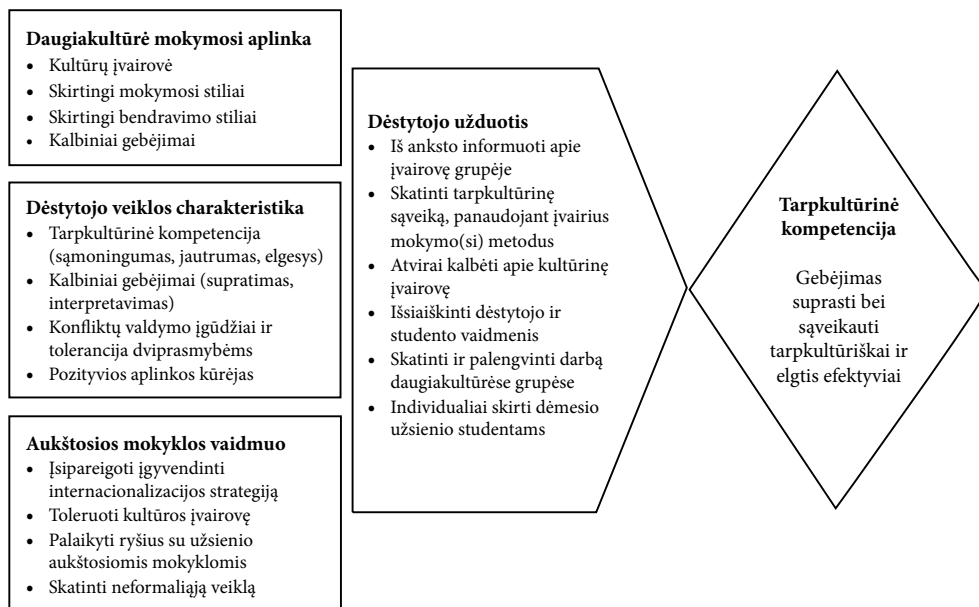 Daugiakultūrė mokymosi aplinka
• Kultūrų įvairovė
• Skirtingi mokymosi stiliai
• Skirtingi bendravimo stiliai
• Kalbiniai gebėjimai
Dėstytojo veiklos charakteristika
• Tarpkultūrinė kompetencija
(sąmoningumas, jautrumas, elgesys)
• Kalbiniai gebėjimai (supratimas,
interpretavimas)
• Konfliktų valdymo įgūdžiai ir
tolerancija dviprasmybėms
• Pozityvios aplinkos kūrėjas
Aukštosios mokyklos vaidmuo
• Įsipareigoti įgyvendinti
internacionalizacijos strategiją
• Toleruoti kultūros įvairovę
• Palaikyti ryšius su užsienio
aukštosiomis mokyklomis
• Skatinti neformaliąją veiklą
Dėstytojo užduotis
• Iš anksto informuoti apie
įvairovę grupėje
• Skatinti tarpkultūrinę
sąveiką, panaudojant įvairius
mokymo(si) metodus
• Atvirai kalbėti apie kultūrinę
įvairovę
• Išsiaiškinti dėstytojo ir
studento vaidmenis
• Skatinti ir palengvinti darbą
daugiakultūrėse grupėse
• Individualiai skirti dėmesio
užsienio studentams
Tarpkultūrinė
kompetencija
Gebėjimas
suprasti bei
sąveikauti
tarpkultūriškai ir
elgtis efektyviai